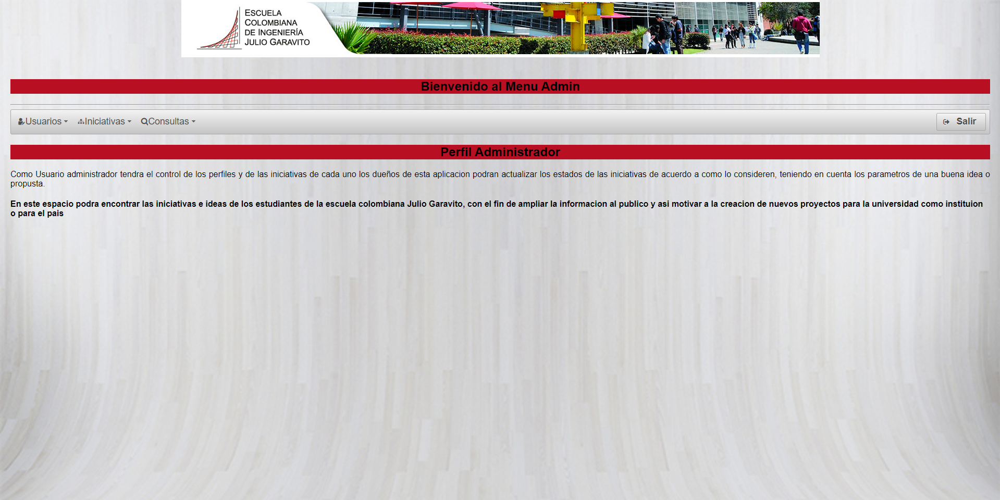 ESCUELA
COLOMBIANA
DE INGENIERÍA
JULIO GARAVITO
Bienvenido al Menu Admin
Usuarios Iniciativas Consultas Salir
Perfil Administrador
Como Usuario administrador tendra el control de los perfiles y de las iniciativas de cada uno los dueños de esta aplicacion podran actualizar los estados de las iniciativas de acuerdo a como lo consideren, teniendo en cuenta los parametros de una buena idea o
propusta.
En este espacio podra encontrar las iniciativas e ideas de los estudiantes de la escuela colombiana Julio Garavito, con el fin de ampliar la informacion al publico y asi motivar a la creacion de nuevos proyectos para la universidad como instituion
o para el pais